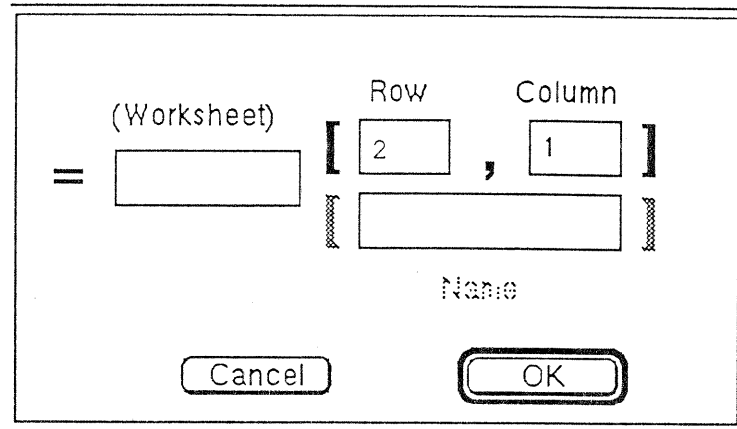 Row Column
(Worksheet)
= [ 2 , 1 ]
[ ]
Name
Cancel OK